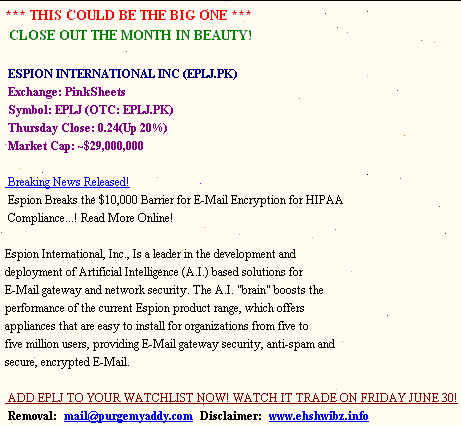 *** THIS COULD BE THE BIG ONE ***
CLOSE OUT THE MONTH IN BEAUTY!
ESPION INTERNATIONAL INC (EPLJ.PK)
Exchange: PinkSheets
Symbol: EPLJ (OTC: EPLJ.PK)
Thursday Close: 0.24(Up 20%)
Market Cap: ~$29,000,000
Breaking News Released!
Espion Breaks the $10,000 Barrier for E-Mail Encryption for HIPAA
Compliance...! Read More Online!
Espion International, Inc., Is a leader in the development and
deployment of Artificial Intelligence (A.I.) based solutions for
E-Mail gateway and network security. The A.I. "brain" boosts the
performance of the current Espion product range, which offers
appliances that are easy to install for organizations from five to
five million users, providing E-Mail gateway security, anti-spam and
secure, encrypted E-Mail.
ADD EPLJ TO YOUR WATCHLIST NOW! WATCH IT TRADE ON FRIDAY JUNE 30!
Removal: mail@purgemyaddy.com Disclaimer: www.ehshwibz.info